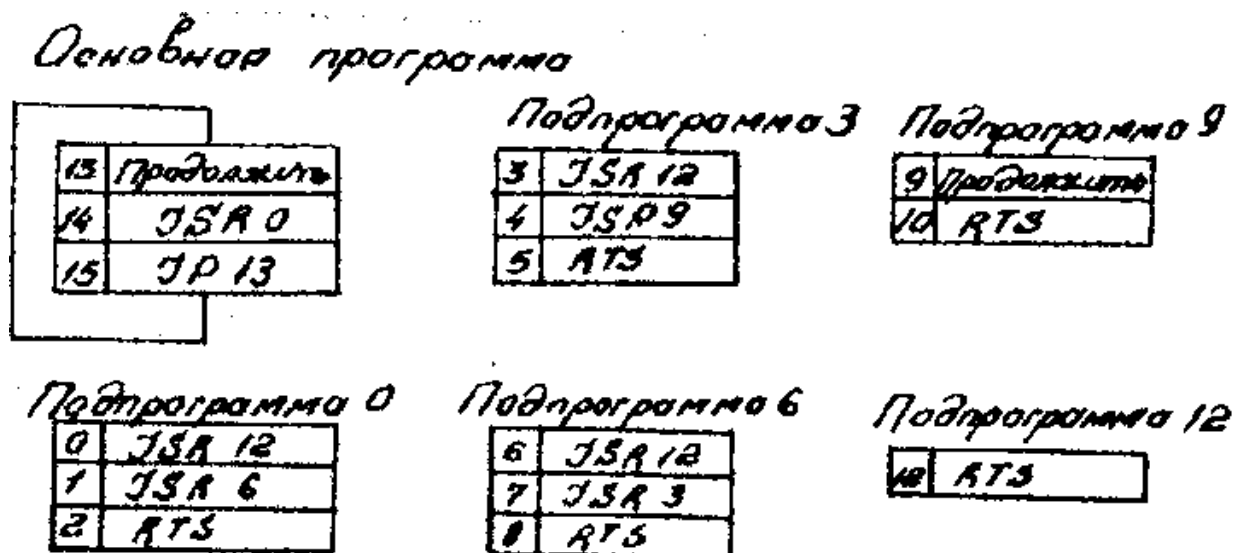 Основная программа
13 Продолжить
14 JSR 0
15 JP 13
Подпрограмма 3
3 JSR 12
4 JSR 9
5 RTS
Подпрограмма 9
9 Продолжить
10 RTS
Подпрограмма 0
0 JSR 12
1 JSR 6
2 RTS
Подпрограмма 6
6 JSR 12
7 JSR 3
8 RTS
Подпрограмма 12
12 RTS